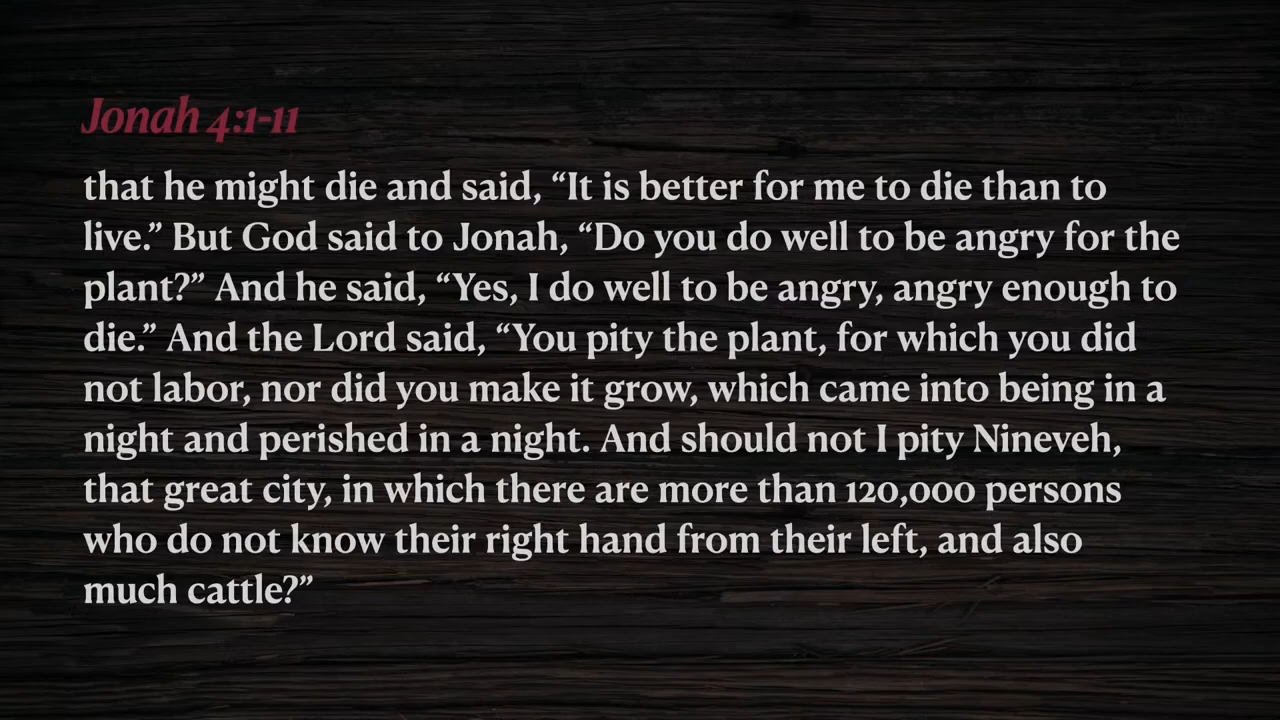 Jonah 4:1-11
that he might die and said, “It is better for me to die than to
live.” But God said to Jonah, “Do you do well to be angry for the
plant?” And he said, “Yes, I do well to be angry, angry enough to
die.” And the Lord said, “You pity the plant, for which you did
not labor, nor did you make it grow, which came into being in a
night and perished in a night. And should not I pity Nineveh,
that great city, in which there are more than 120,000 persons
who do not know their right hand from their left, and also
much cattle?”